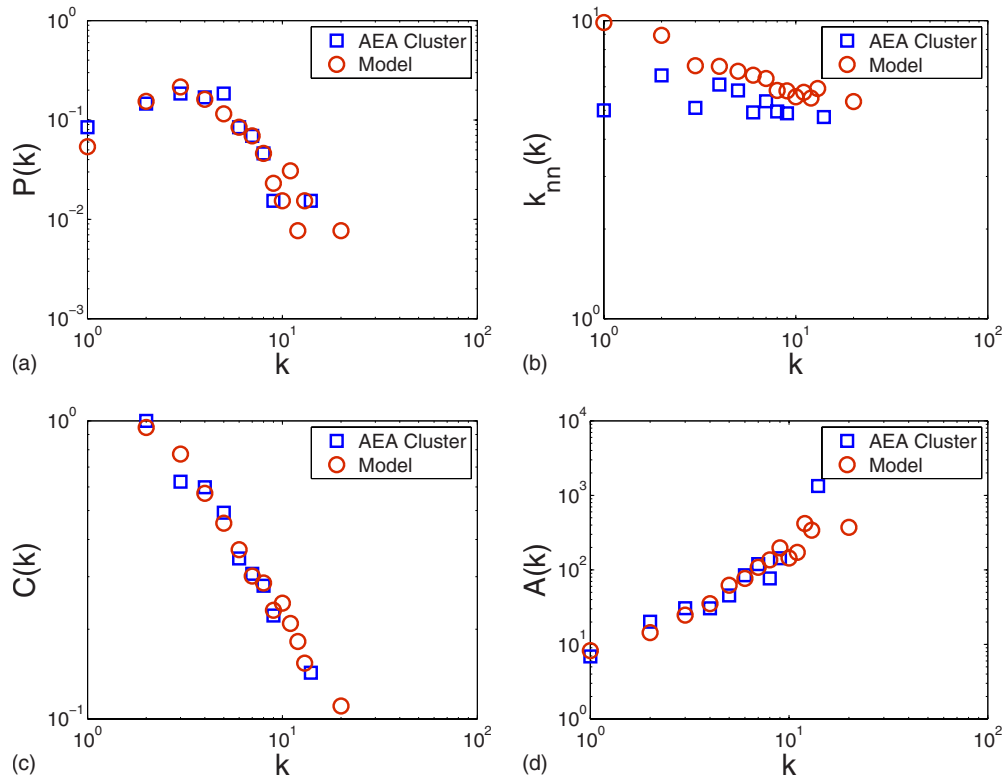 10^0
AEA Cluster
Model
10^-1
P(k)
10^-2
10^-3
10^0
10^1
10^2
k
(a)
10^1
AEA Cluster
Model
k_nn(k)
10^0
10^0
10^1
10^2
k
(b)
10^0
AEA Cluster
Model
C(k)
10^-1
10^0
10^1
10^2
k
(c)
10^4
AEA Cluster
Model
10^3
A(k)
10^2
10^1
10^0
10^0
10^1
10^2
k
(d)